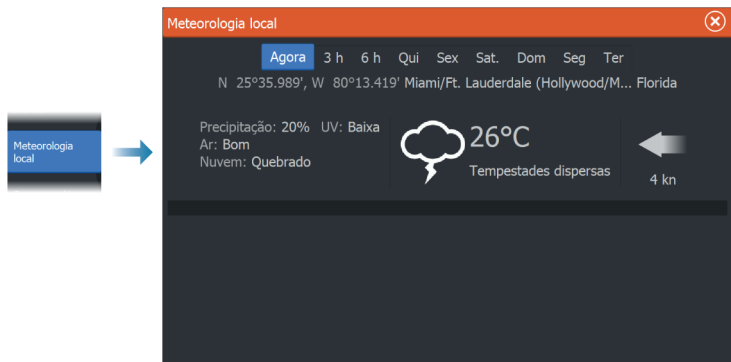 Meteorologia local
Meteorologia local
Agora 3 h 6 h Qui Sex Sat. Dom Seg Ter
N 25°35.989', W 80°13.419' Miami/Ft. Lauderdale (Hollywood/M... Florida
Precipitação: 20% UV: Baixa
Ar: Bom
Nuvem: Quebrado
26°C
Tempestades dispersas
4 kn